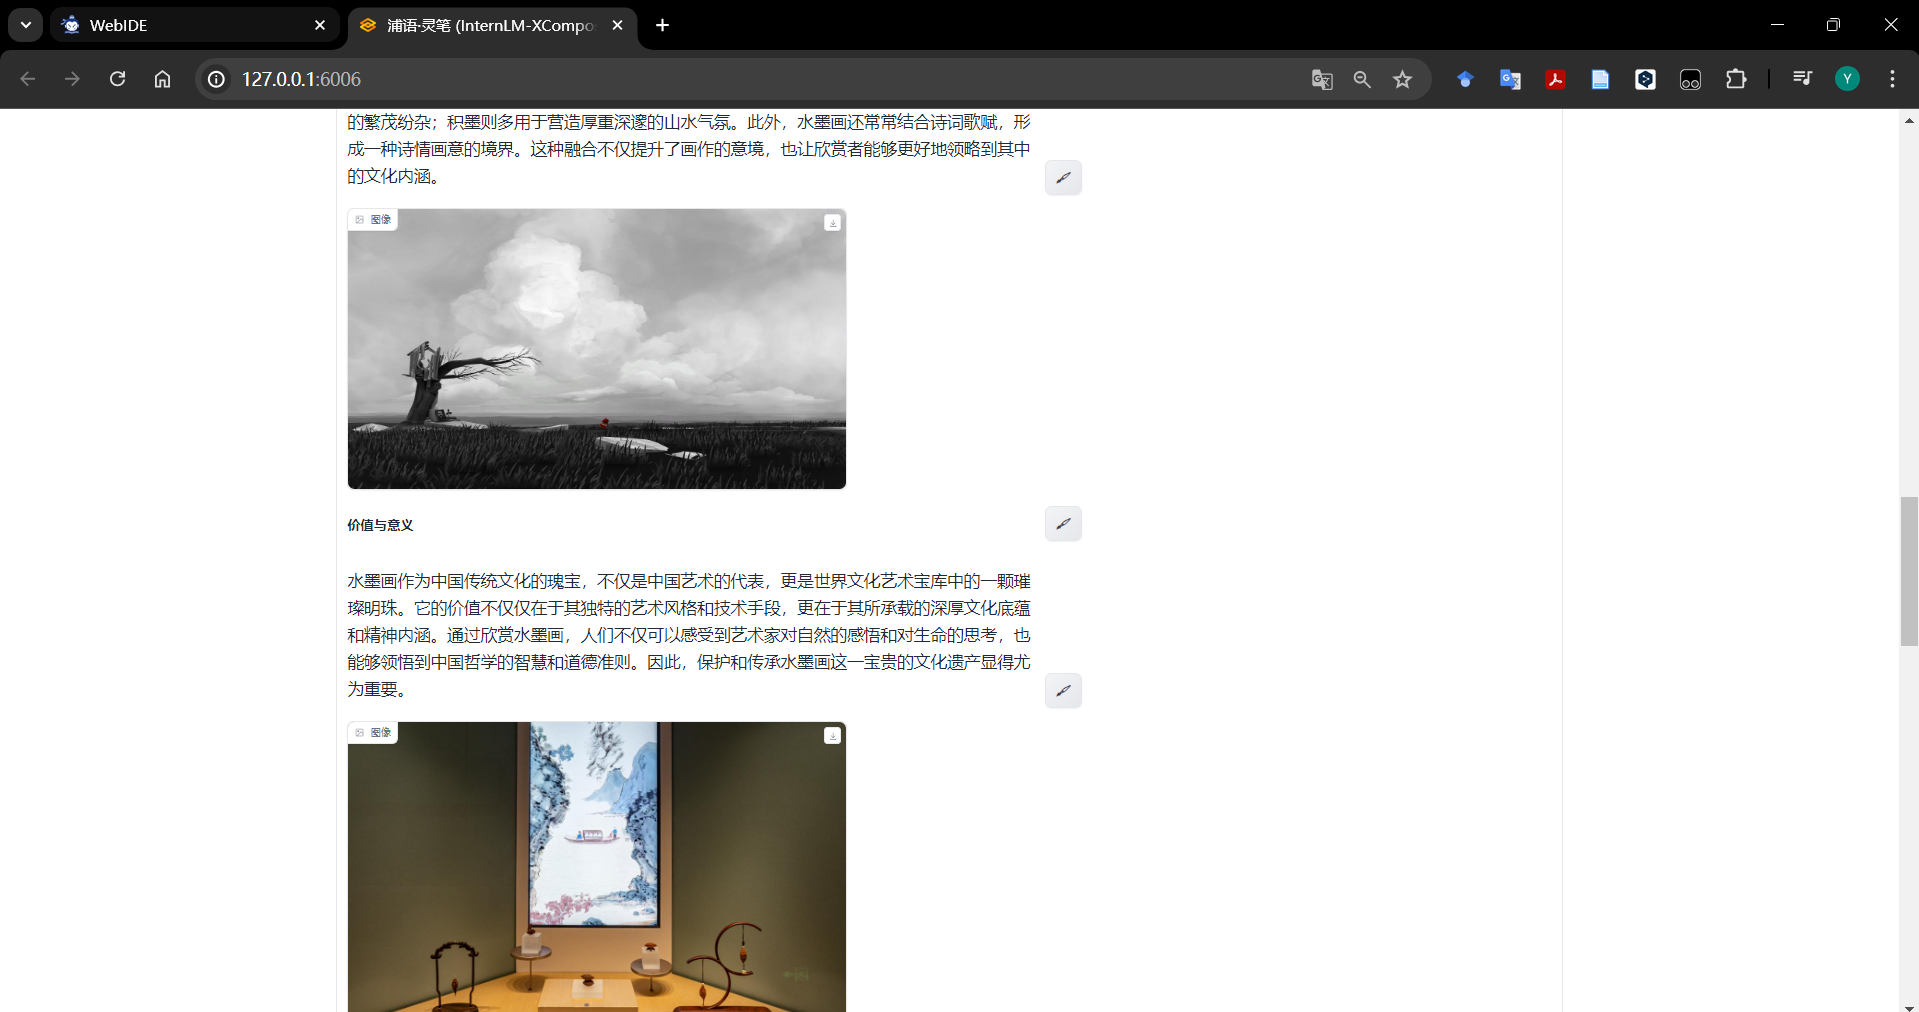 WebIDE
浦语·灵笔 (InternLM-XCompo
127.0.0.1:6006
Y
的繁茂纷杂；积墨则多用于营造厚重深邃的山水气氛。此外，水墨画还常常结合诗词歌赋，形
成一种诗情画意的境界。这种融合不仅提升了画作的意境，也让欣赏者能够更好地领略到其中
的文化内涵。
图像
价值与意义
水墨画作为中国传统文化的瑰宝，不仅是中国艺术的代表，更是世界文化艺术宝库中的一颗璀
璨明珠。它的价值不仅仅在于其独特的艺术风格和技术手段，更在于其所承载的深厚文化底蕴
和精神内涵。通过欣赏水墨画，人们不仅可以感受到艺术家对自然的感悟和对生命的思考，也
能够领悟到中国哲学的智慧和道德准则。因此，保护和传承水墨画这一宝贵的文化遗产显得尤
为重要。
图像